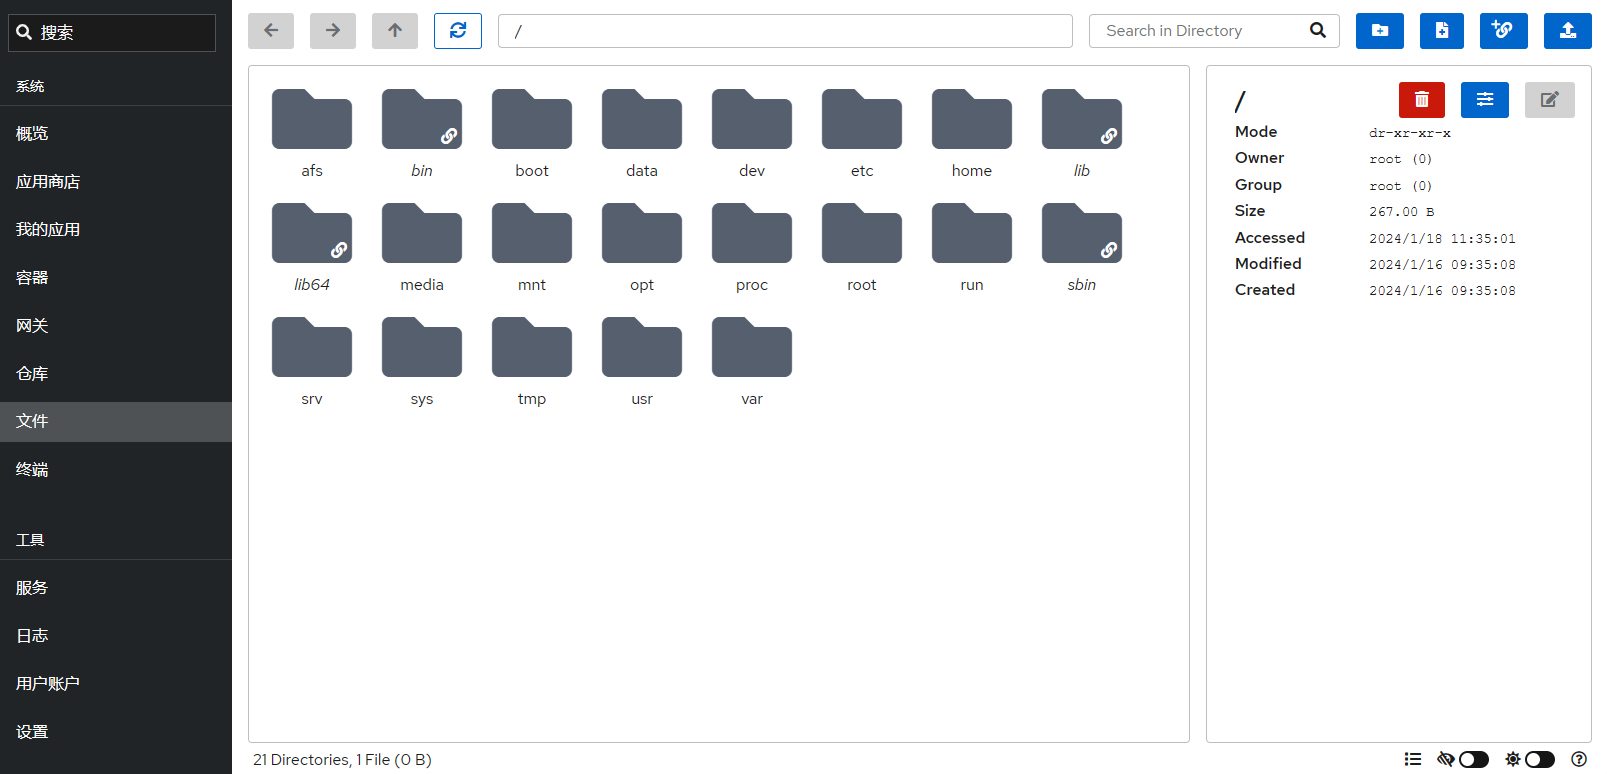 搜索
系统
概览
应用商店
我的应用
容器
网关
仓库
文件
终端
工具
服务
日志
用户账户
设置
/
Search in Directory
afs bin boot data dev etc home lib
lib64 media mnt opt proc root run sbin
srv sys tmp usr var
/
Mode dr-xr-xr-x
Owner root (0)
Group root (0)
Size 267.00 B
Accessed 2024/1/18 11:35:01
Modified 2024/1/16 09:35:08
Created 2024/1/16 09:35:08
21 Directories, 1 File (0 B)